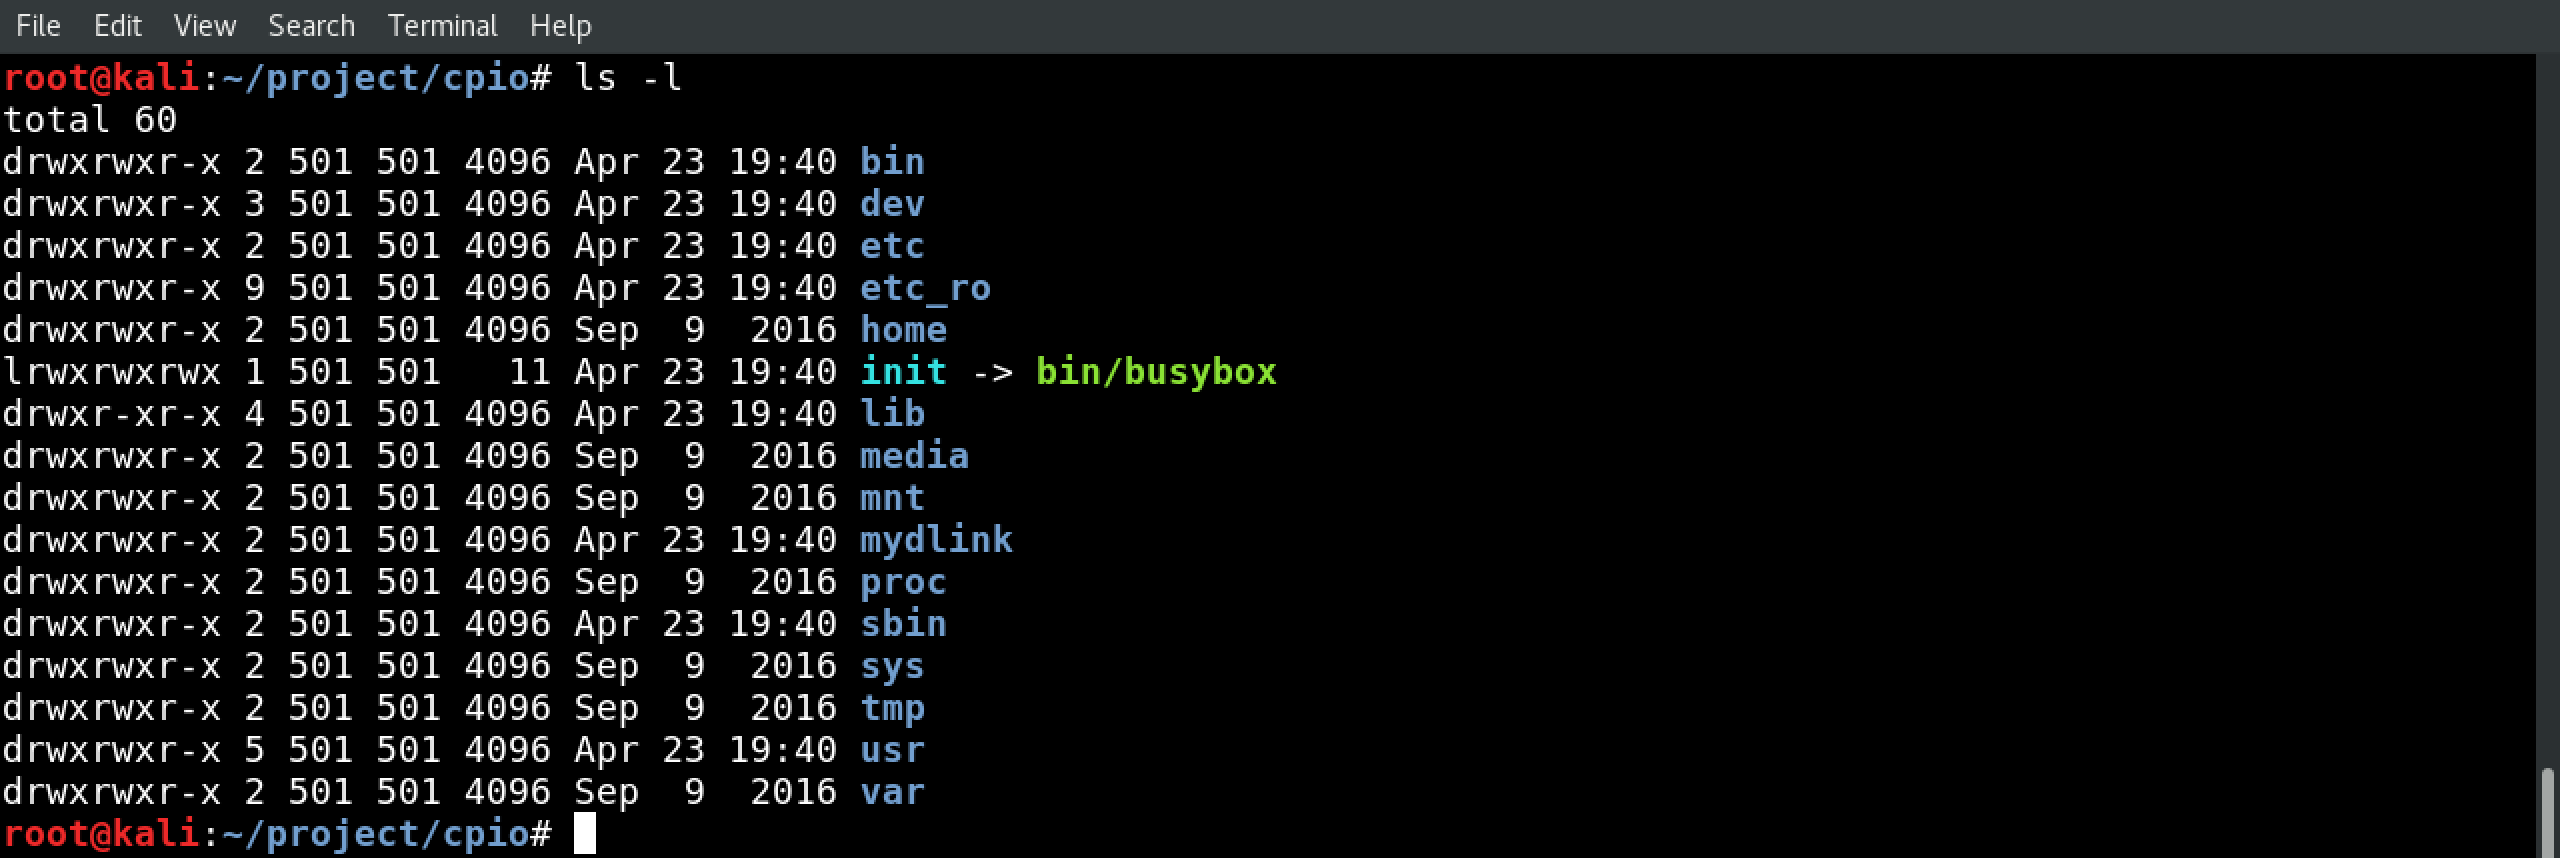 File Edit View Search Terminal Help
root@kali:~/project/cpio# ls -l
total 60
drwxrwxr-x 2 501 501 4096 Apr 23 19:40 bin
drwxrwxr-x 3 501 501 4096 Apr 23 19:40 dev
drwxrwxr-x 2 501 501 4096 Apr 23 19:40 etc
drwxrwxr-x 9 501 501 4096 Apr 23 19:40 etc_ro
drwxrwxr-x 2 501 501 4096 Sep  9  2016 home
lrwxrwxrwx 1 501 501   11 Apr 23 19:40 init -> bin/busybox
drwxr-xr-x 4 501 501 4096 Apr 23 19:40 lib
drwxrwxr-x 2 501 501 4096 Sep  9  2016 media
drwxrwxr-x 2 501 501 4096 Sep  9  2016 mnt
drwxrwxr-x 2 501 501 4096 Apr 23 19:40 mydlink
drwxrwxr-x 2 501 501 4096 Sep  9  2016 proc
drwxrwxr-x 2 501 501 4096 Apr 23 19:40 sbin
drwxrwxr-x 2 501 501 4096 Sep  9  2016 sys
drwxrwxr-x 2 501 501 4096 Sep  9  2016 tmp
drwxrwxr-x 5 501 501 4096 Apr 23 19:40 usr
drwxrwxr-x 2 501 501 4096 Sep  9  2016 var
root@kali:~/project/cpio#